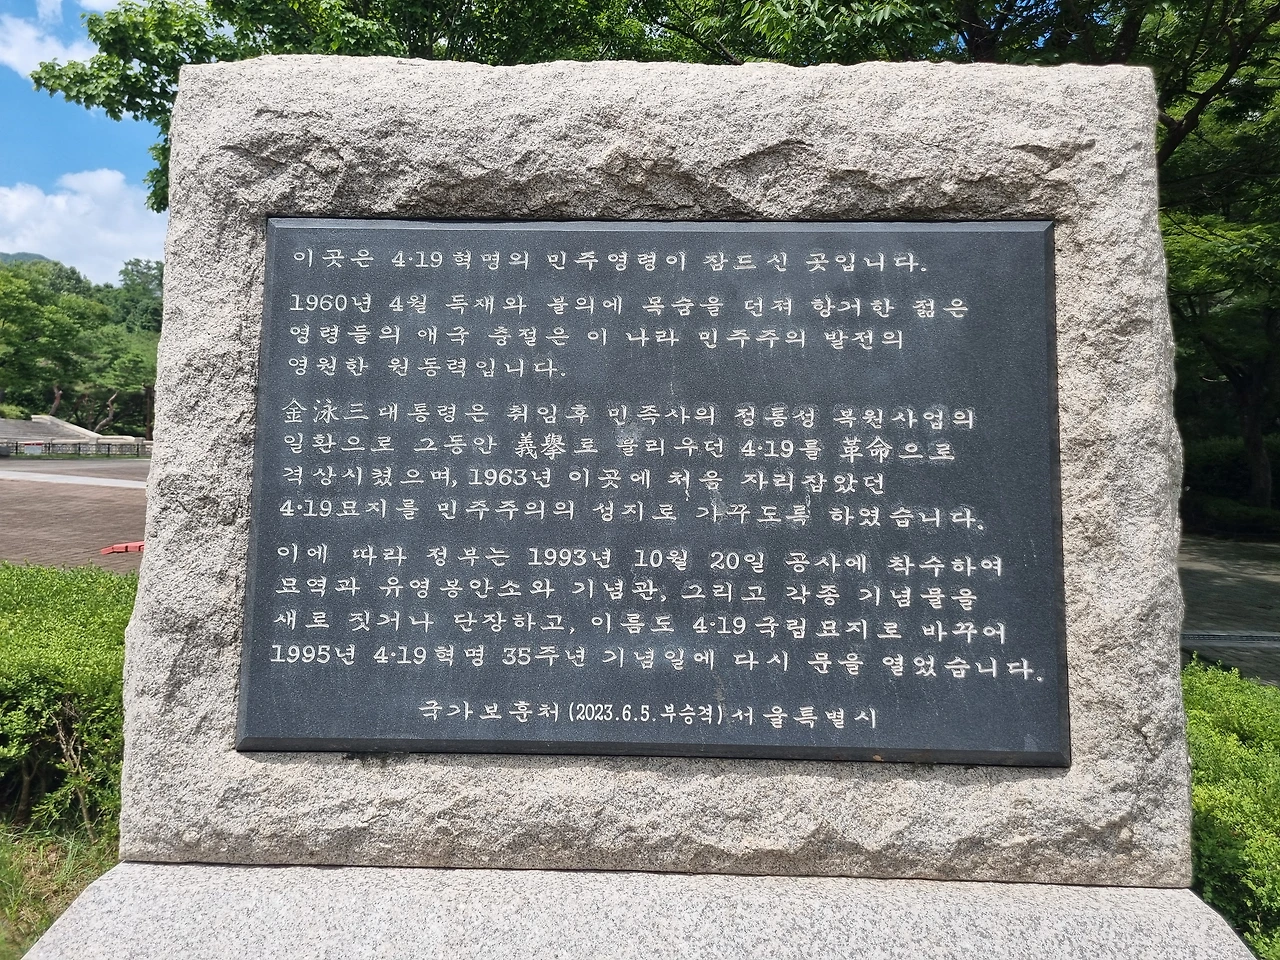 이곳은 4·19혁명의 민주영령이 잠드신 곳입니다.
1960년 4월 독재와 불의에 목숨을 던져 항거한 젊은
영령들의 애국 충절은 이 나라 민주주의 발전의
영원한 원동력입니다.
金泳三대통령은 취임후 민족사의 정통성 복원사업의
일환으로 그동안 義擧로 불리우던 4·19를 革命으로
격상시켰으며, 1963년 이곳에 처음 자리잡았던
4·19묘지를 민주주의의 성지로 가꾸도록 하였습니다.
이에 따라 정부는 1993년 10월 20일 공사에 착수하여
묘역과 유영봉안소와 기념관, 그리고 각종 기념물을
새로 짓거나 단장하고, 이름도 4·19국립묘지로 바꾸어
1995년 4·19혁명 35주년 기념일에 다시 문을 열었습니다.
국가보훈처(2023.6.5.부승격)서울특별시